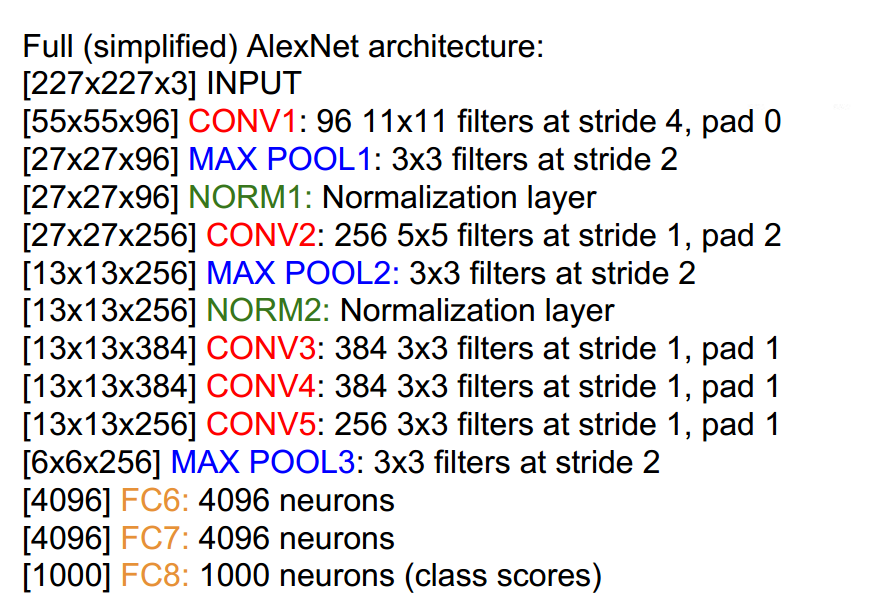 Full (simplified) AlexNet architecture:
[227x227x3] INPUT
[55x55x96] CONV1: 96 11x11 filters at stride 4, pad 0
[27x27x96] MAX POOL1: 3x3 filters at stride 2
[27x27x96] NORM1: Normalization layer
[27x27x256] CONV2: 256 5x5 filters at stride 1, pad 2
[13x13x256] MAX POOL2: 3x3 filters at stride 2
[13x13x256] NORM2: Normalization layer
[13x13x384] CONV3: 384 3x3 filters at stride 1, pad 1
[13x13x384] CONV4: 384 3x3 filters at stride 1, pad 1
[13x13x256] CONV5: 256 3x3 filters at stride 1, pad 1
[6x6x256] MAX POOL3: 3x3 filters at stride 2
[4096] FC6: 4096 neurons
[4096] FC7: 4096 neurons
[1000] FC8: 1000 neurons (class scores)